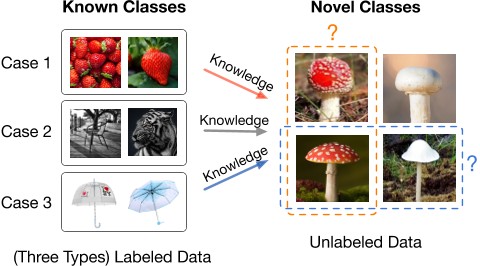 Known Classes
Novel Classes
Case 1
Case 2
Case 3
Knowledge
Knowledge
Knowledge
?
?
(Three Types) Labeled Data
Unlabeled Data